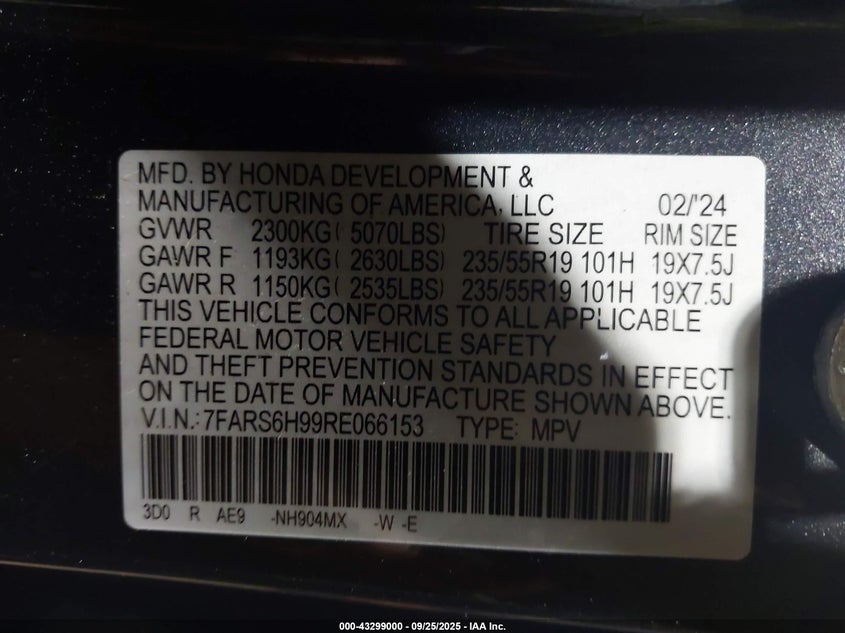 MFD. BY HONDA DEVELOPMENT &
MANUFACTURING OF AMERICA, LLC 02/'24
GVWR 2300KG( 5070LBS) TIRE SIZE RIM SIZE
GAWR F 1193KG( 2630LBS) 235/55R19 101H 19X7.5J
GAWR R 1150KG( 2535LBS) 235/55R19 101H 19X7.5J
THIS VEHICLE CONFORMS TO ALL APPLICABLE
FEDERAL MOTOR VEHICLE SAFETY
AND THEFT PREVENTION STANDARDS IN EFFECT
ON THE DATE OF MANUFACTURE SHOWN ABOVE.
V.I.N.: 7FARS6H99RE066153 TYPE: MPV
3D0 R AE9 -NH904MX -W -E
000-43299000 - 09/25/2025 - IAA Inc.